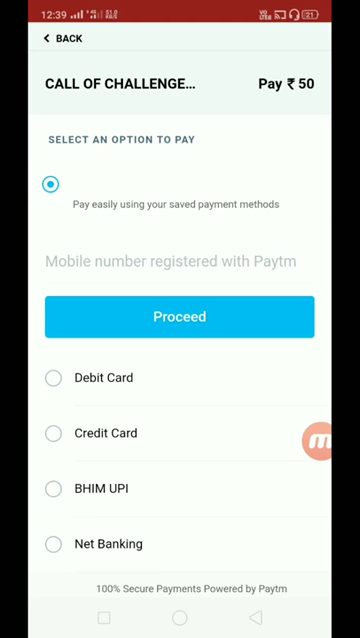 12:39
BACK
CALL OF CHALLENGE... Pay ₹ 50
SELECT AN OPTION TO PAY
Pay easily using your saved payment methods
Mobile number registered with Paytm
Proceed
Debit Card
Credit Card
BHIM UPI
Net Banking
100% Secure Payments Powered by Paytm